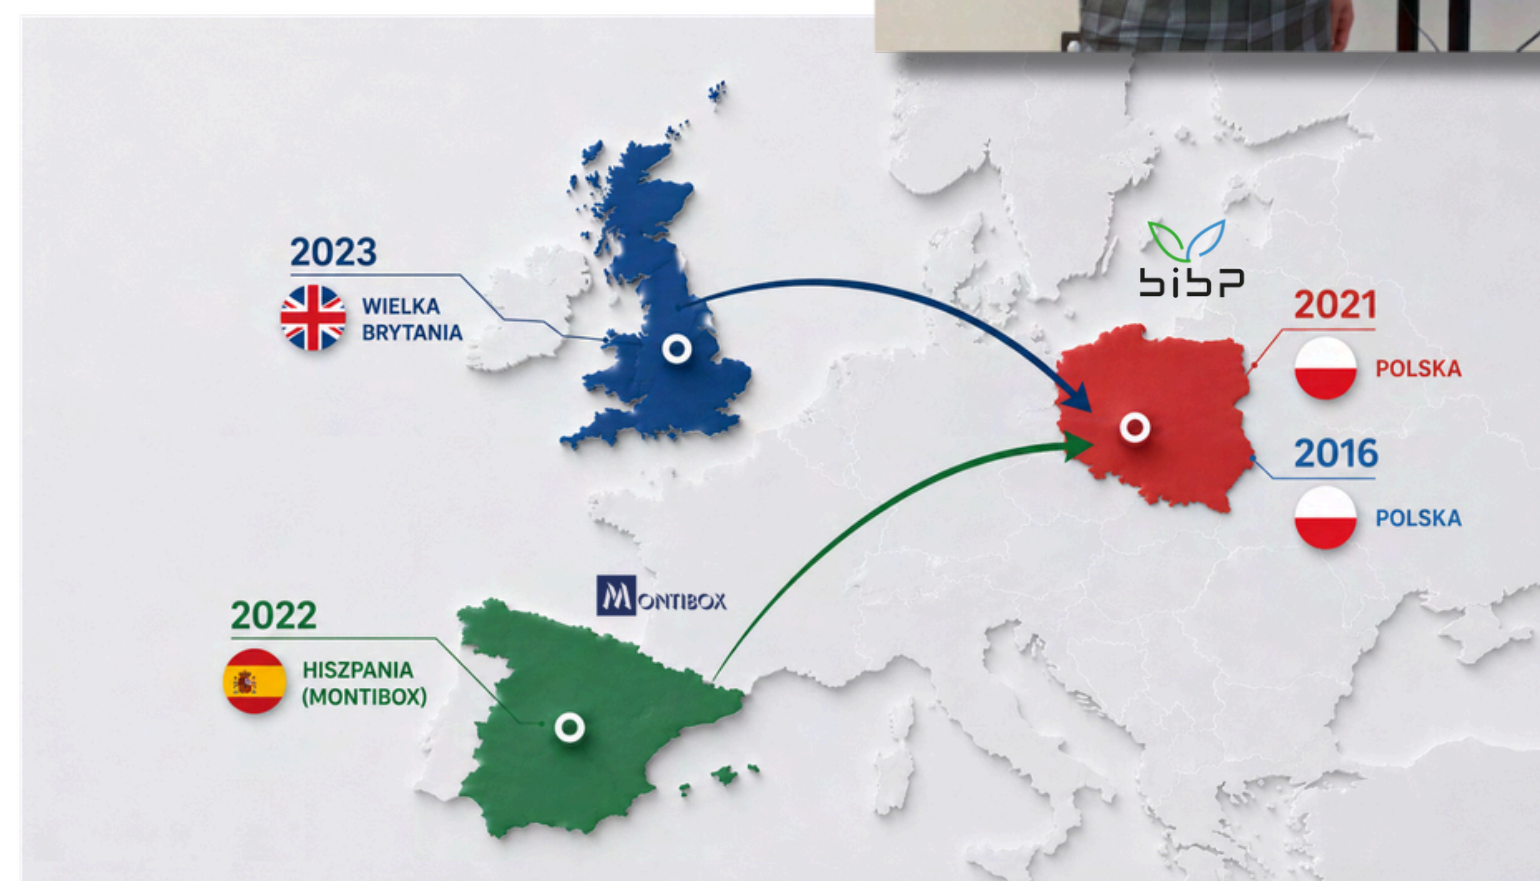 2023
WIELKA
BRYTANIA
bibp
2021
POLSKA
2016
POLSKA
MONTIBOX
2022
HISZPANIA
(MONTIBOX)